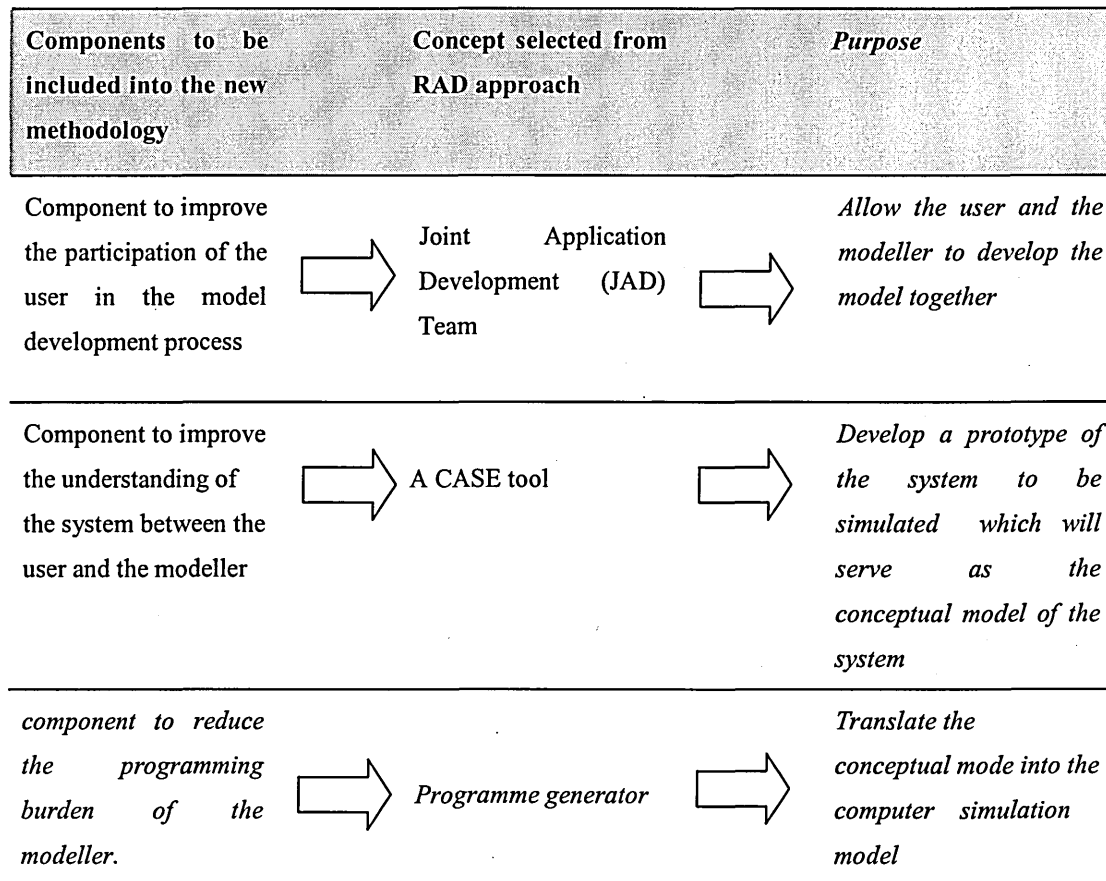 Components to be
included into the new
methodology
Concept selected from
RAD approach
Purpose
Component to improve
the participation of the
user in the model
development process
Joint Application
Development (JAD)
Team
Allow the user and the
modeller to develop the
model together
Component to improve
the understanding of
the system between the
user and the modeller
A CASE tool
Develop a prototype of
the system to be
simulated which will
serve as the
conceptual model of the
system
component to reduce
the programming
burden of the
modeller.
Programme generator
Translate the
conceptual mode into the
computer simulation
model